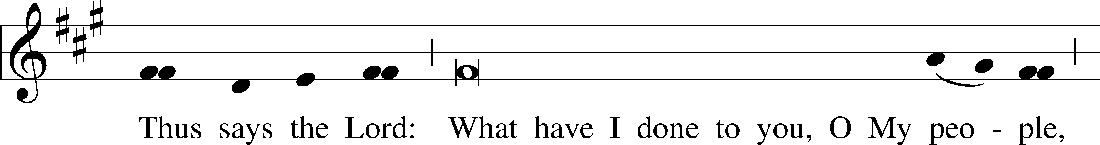 Thus says the Lord: What have I done to you, O My peo - ple,